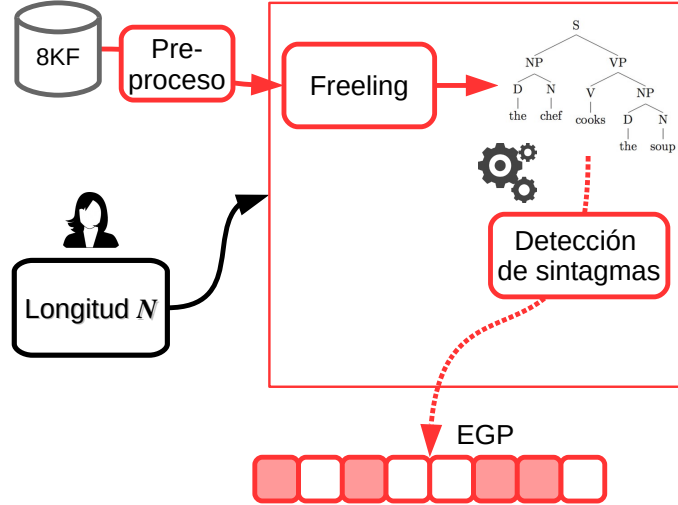 8KF
Pre-
proceso
Freeling
S
NP VP
D N V NP
the chef cooks D N
the soup
Longitud N
Detección
de sintagmas
EGP